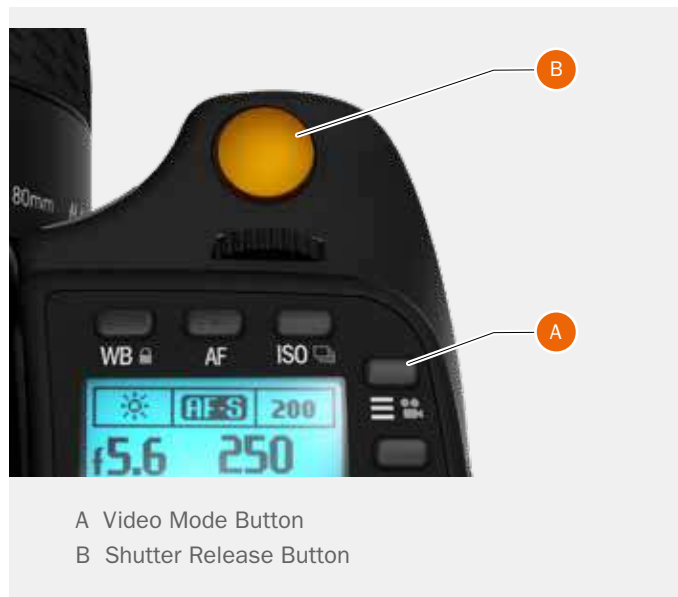 B
80mm
A
WB AF ISO
AF-S 200
f5.6 250
A Video Mode Button
B Shutter Release Button